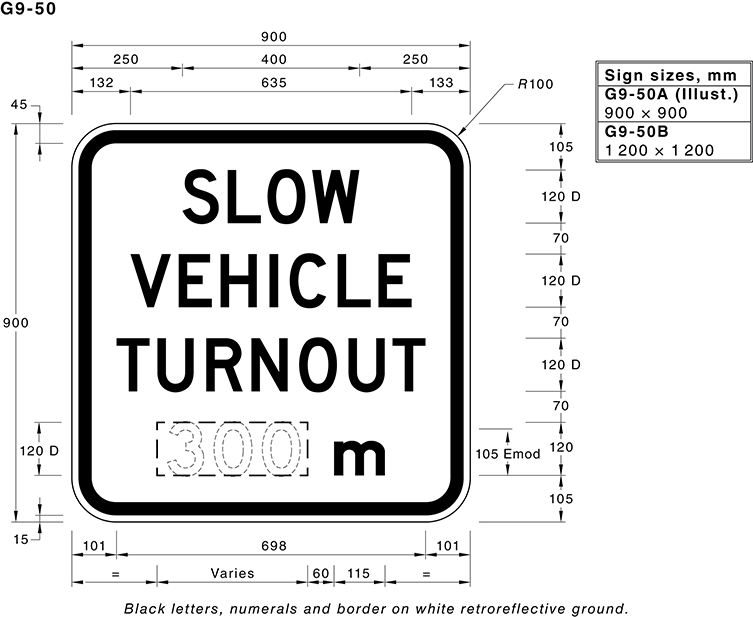 G9-50
900
250 400 250
132 635 133
R100
45
Sign sizes, mm
G9-50A (Illust.)
900 × 900
G9-50B
1 200 × 1 200
105
SLOW
120 D
70
VEHICLE
120 D
900
70
TURNOUT
120 D
70
120 D
300 m
105 Emod
120
105
15
101 698 101
= Varies 60 115 =
Black letters, numerals and border on white retroreflective ground.